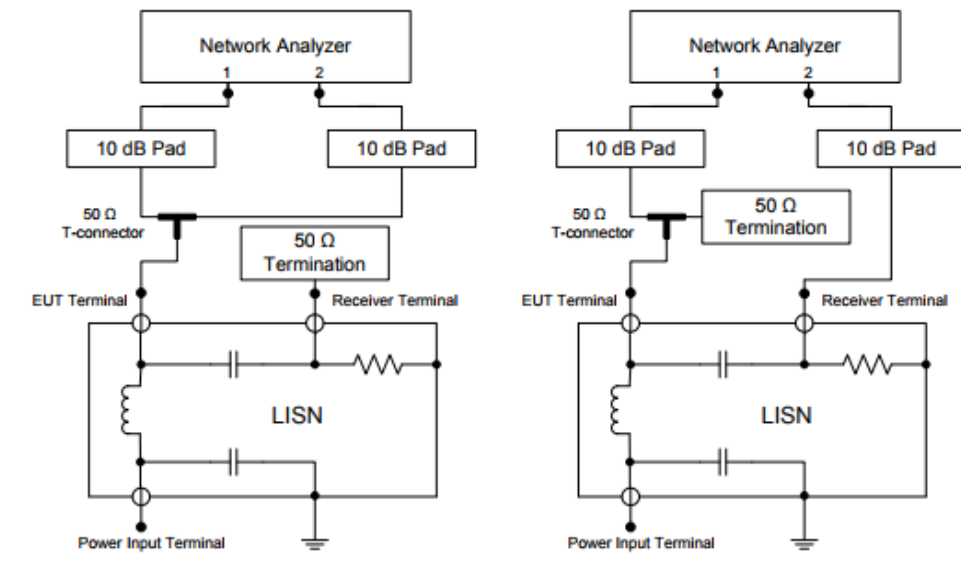 Network Analyzer
1 2
10 dB Pad
10 dB Pad
50 Ω
T-connector
50 Ω
Termination
EUT Terminal
Receiver Terminal
LISN
Power Input Terminal
Network Analyzer
1 2
10 dB Pad
10 dB Pad
50 Ω
T-connector
50 Ω
Termination
EUT Terminal
Receiver Terminal
LISN
Power Input Terminal